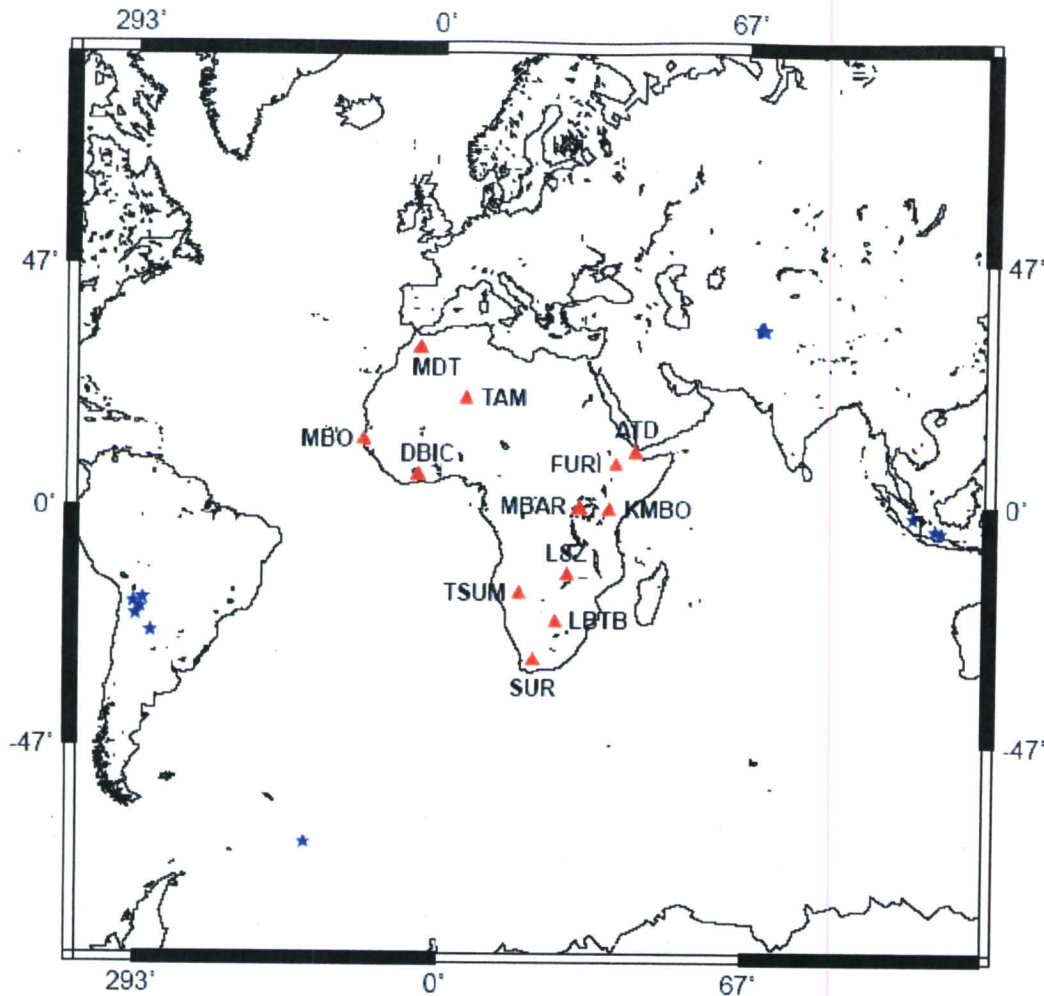 293° 0° 67°
47° 47°
MDT
TAM
MBO
DBIC
ATD
FURI
0° MBAR KMBO 0°
LSZ
TSUM
LBTB
SUR
-47° -47°
293° 0° 67°